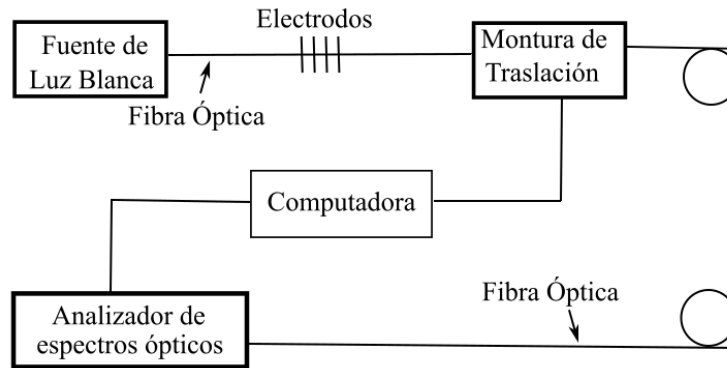 Fuente de
Luz Blanca
Electrodos
Fibra Óptica
Montura de
Traslación
Computadora
Analizador de
espectros ópticos
Fibra Óptica